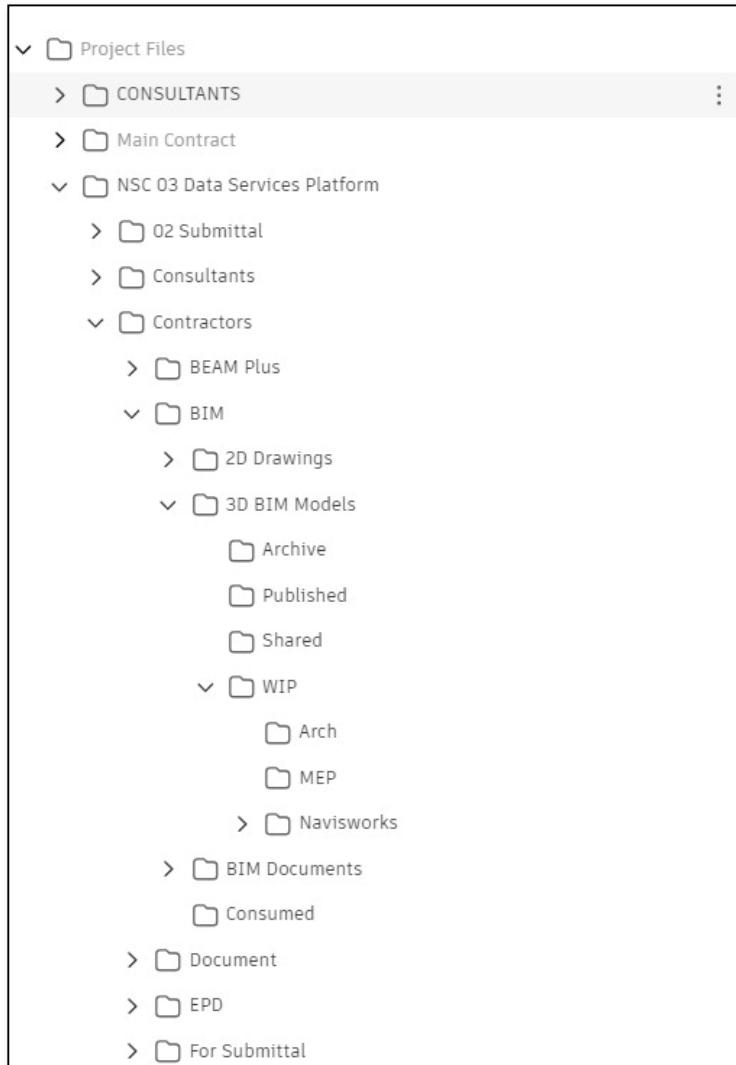 Project Files
CONSULTANTS
Main Contract
NSC 03 Data Services Platform
02 Submittal
Consultants
Contractors
BEAM Plus
BIM
2D Drawings
3D BIM Models
Archive
Published
Shared
WIP
Arch
MEP
Navisworks
BIM Documents
Consumed
Document
EPD
For Submittal